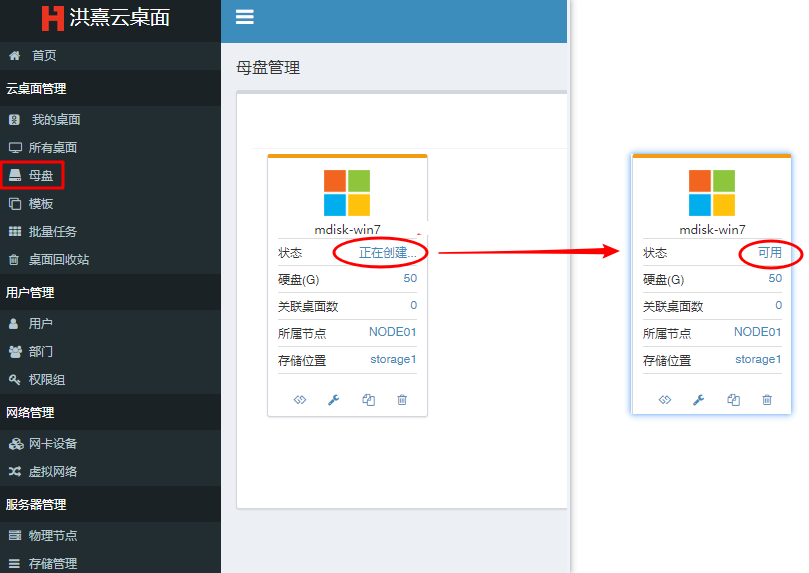 洪熹云桌面
首页
云桌面管理
我的桌面
所有桌面
母盘
模板
批量任务
桌面回收站
用户管理
用户
部门
权限组
网络管理
网卡设备
虚拟网络
服务器管理
物理节点
存储管理
母盘管理
mdisk-win7
状态 正在创建...
硬盘(G) 50
关联桌面数 0
所属节点 NODE01
存储位置 storage1
mdisk-win7
状态 可用
硬盘(G) 50
关联桌面数 0
所属节点 NODE01
存储位置 storage1